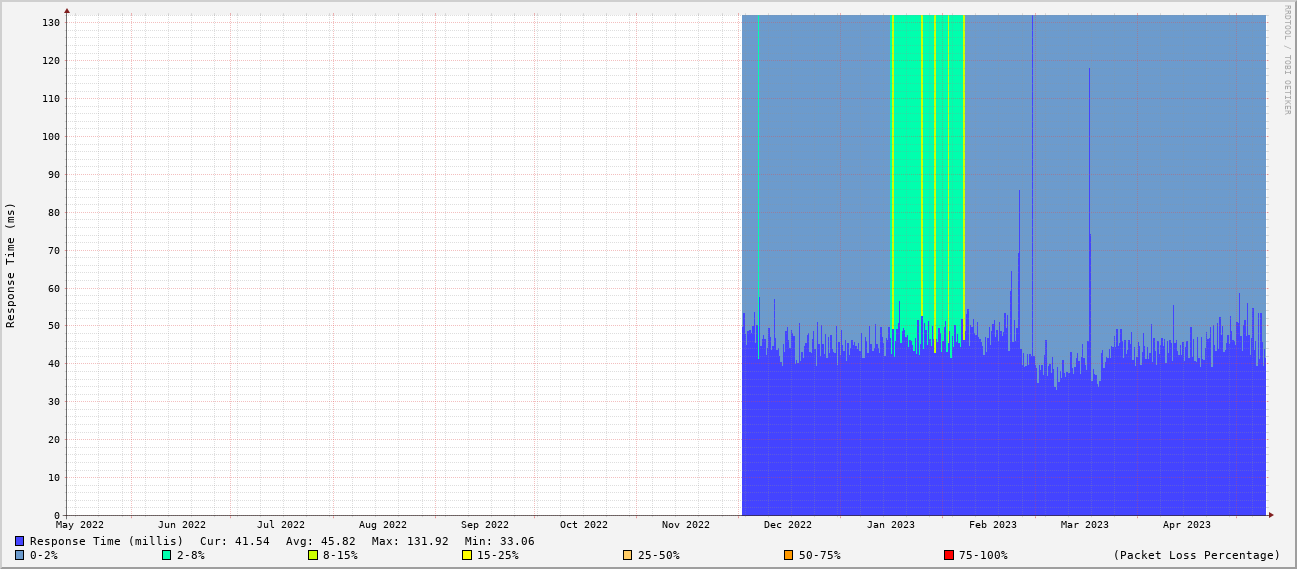 RRDTOOL / TOBI OETIKER
Response Time (ms)
130
120
110
100
90
80
70
60
50
40
30
20
10
0
May 2022 Jun 2022 Jul 2022 Aug 2022 Sep 2022 Oct 2022 Nov 2022 Dec 2022 Jan 2023 Feb 2023 Mar 2023 Apr 2023
Response Time (millis) Cur: 41.54 Avg: 45.82 Max: 131.92 Min: 33.06
0-2% 2-8% 8-15% 15-25% 25-50% 50-75% 75-100% (Packet Loss Percentage)